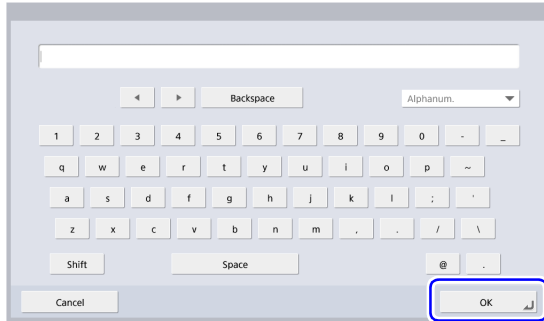 Backspace Alphanum.
1 2 3 4 5 6 7 8 9 0 - _
q w e r t y u i o p ~
a s d f g h j k l ; '
z x c v b n m , . / \
Shift Space @ .
Cancel OK